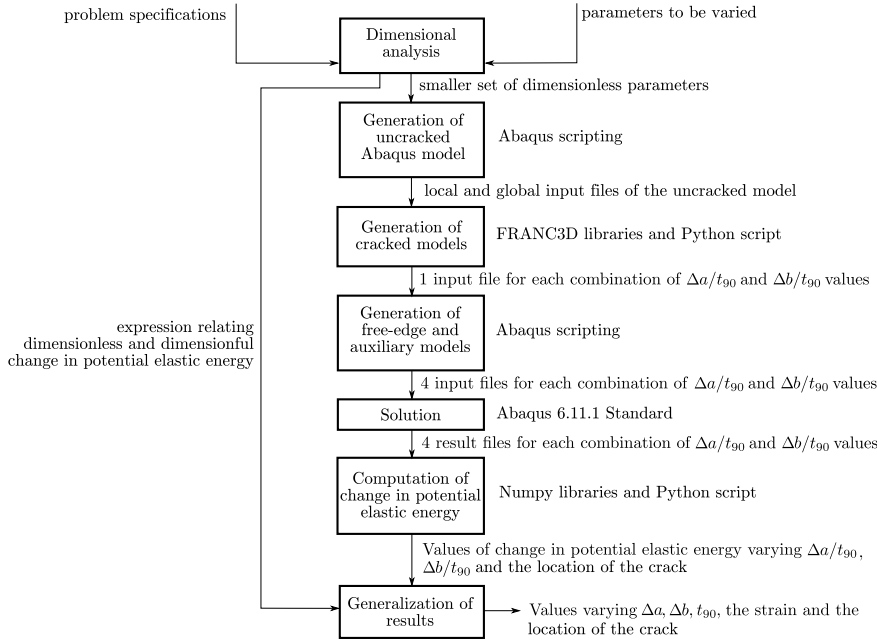 problem specifications
parameters to be varied
Dimensional
analysis
smaller set of dimensionless parameters
Generation of
uncracked
Abaqus model
Abaqus scripting
local and global input files of the uncracked model
Generation of
cracked models
FRANC3D libraries and Python script
1 input file for each combination of Δa/t₉₀ and Δb/t₉₀ values
Generation of
free-edge and
auxiliary models
Abaqus scripting
expression relating
dimensionless and dimensionful
change in potential elastic energy
4 input files for each combination of Δa/t₉₀ and Δb/t₉₀ values
Solution
Abaqus 6.11.1 Standard
4 result files for each combination of Δa/t₉₀ and Δb/t₉₀ values
Computation of
change in potential
elastic energy
Numpy libraries and Python script
Values of change in potential elastic energy varying Δa/t₉₀,
Δb/t₉₀ and the location of the crack
Generalization of
results
Values varying Δa, Δb, t₉₀, the strain and the
location of the crack